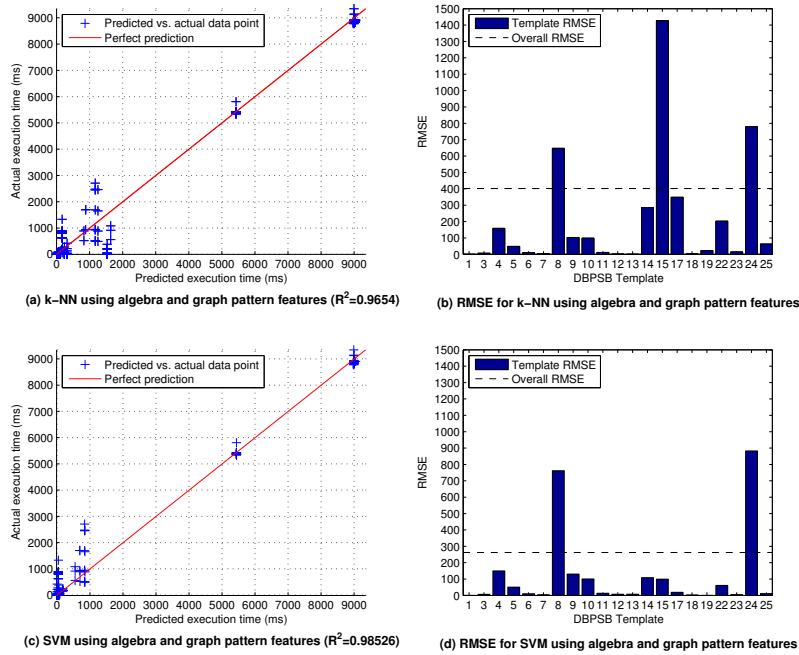 Actual execution time (ms)
9000
8000
7000
6000
5000
4000
3000
2000
1000
0
Predicted vs. actual data point
Perfect prediction
0 1000 2000 3000 4000 5000 6000 7000 8000 9000
Predicted execution time (ms)
(a) k−NN using algebra and graph pattern features (R2=0.9654)
RMSE
1500
1400
1300
1200
1100
1000
900
800
700
600
500
400
300
200
100
0
Template RMSE
Overall RMSE
1 3 4 5 6 7 8 9 10 11 12 13 14 15 17 18 19 22 23 24 25
DBPSB Template
(b) RMSE for k−NN using algebra and graph pattern features
Actual execution time (ms)
9000
8000
7000
6000
5000
4000
3000
2000
1000
0
Predicted vs. actual data point
Perfect prediction
0 1000 2000 3000 4000 5000 6000 7000 8000 9000
Predicted execution time (ms)
(c) SVM using algebra and graph pattern features (R2=0.98526)
RMSE
1500
1400
1300
1200
1100
1000
900
800
700
600
500
400
300
200
100
0
Template RMSE
Overall RMSE
1 3 4 5 6 7 8 9 10 11 12 13 14 15 17 18 19 22 23 24 25
DBPSB Template
(d) RMSE for SVM using algebra and graph pattern features